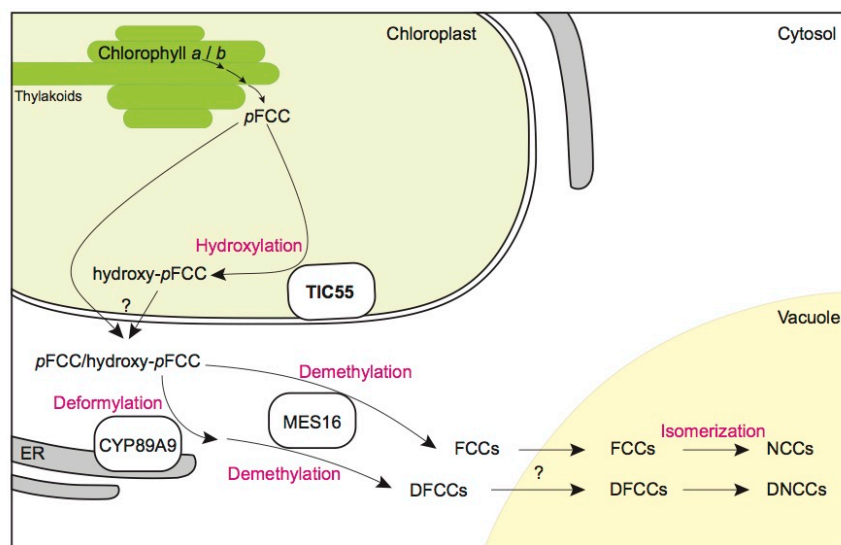 Chloroplast
Cytosol
Chlorophyll a / b
Thylakoids
pFCC
Hydroxylation
hydroxy-pFCC
TIC55
?
Vacuole
pFCC/hydroxy-pFCC
Demethylation
Deformylation
MES16
CYP89A9
ER
Demethylation
FCCs
FCCs
Isomerization
NCCs
?
DFCCs
DFCCs
DNCCs